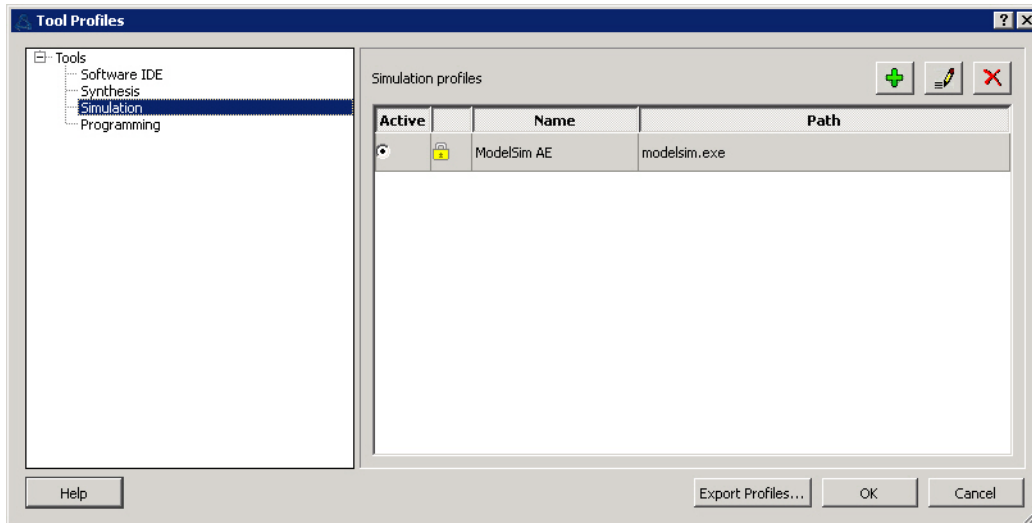 Tool Profiles
Tools
Software IDE
Synthesis
Simulation
Programming
Simulation profiles
Active Name Path
ModelSim AE modelsim.exe
Help Export Profiles... OK Cancel